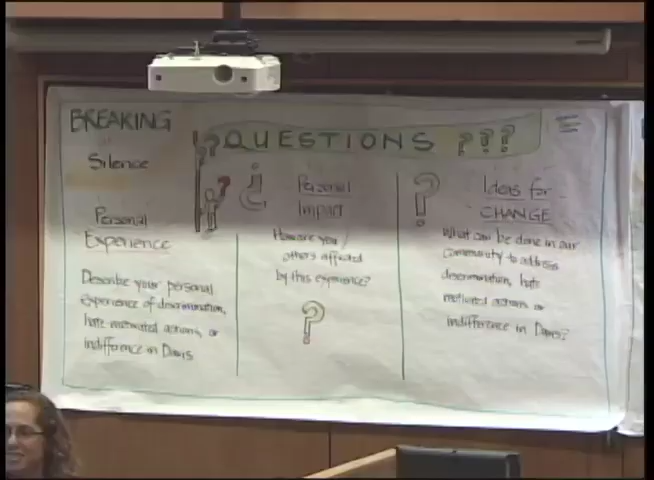 BREAKING
Silence
QUESTIONS ???
Personal
Experience
Describe your personal
experience of discrimination,
hate motivated actions, or
indifference in Davis
¿
Personal
Impact
How are you/
others affected
by this experience?
?
?
Ideas for
CHANGE
What can be done in our
community to address
discrimination, hate
motivated actions or
indifference in Davis?